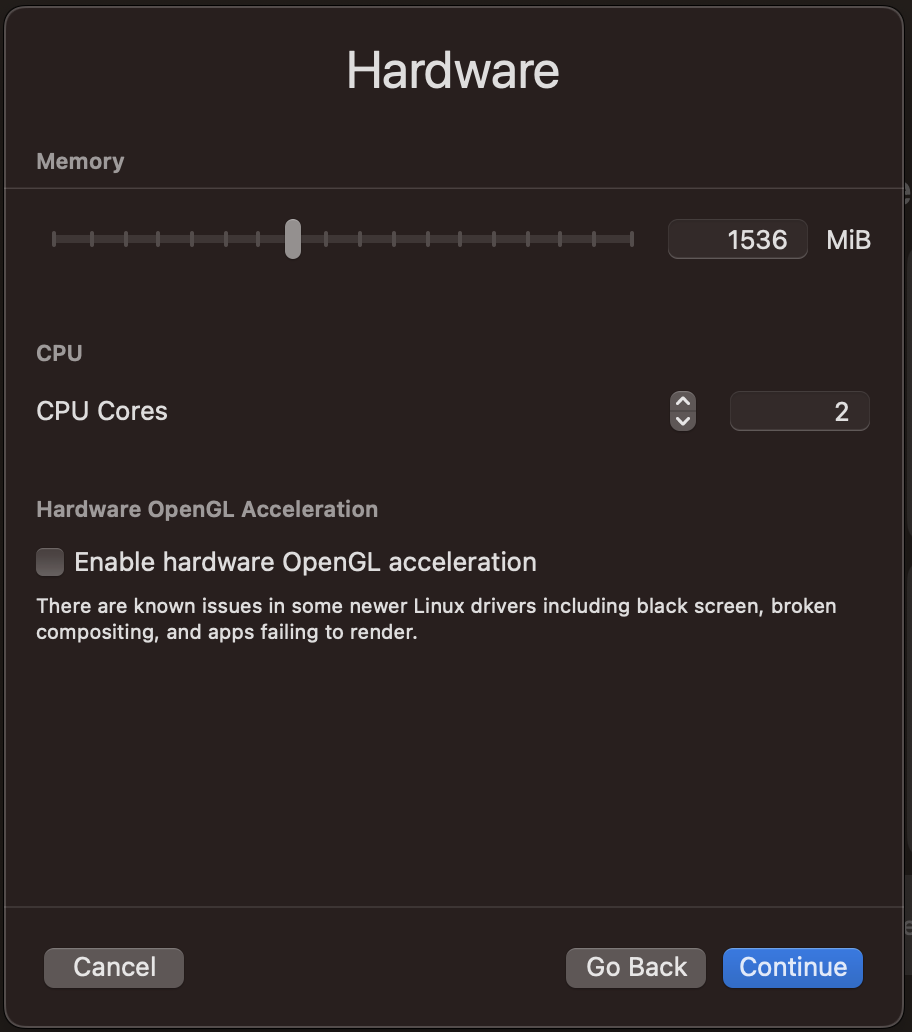 Hardware
Memory
1536 MiB
CPU
CPU Cores 2
Hardware OpenGL Acceleration
Enable hardware OpenGL acceleration
There are known issues in some newer Linux drivers including black screen, broken
compositing, and apps failing to render.
Cancel Go Back Continue